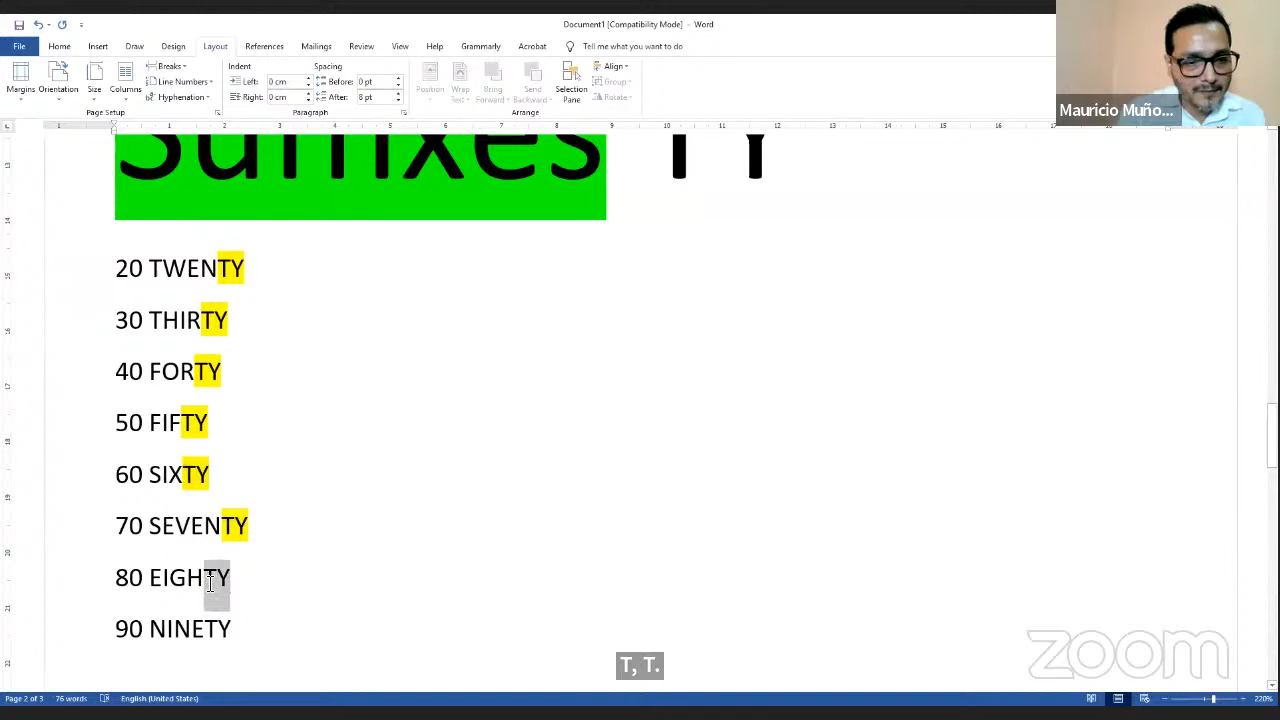 Document1 [Compatibility Mode] - Word
File Home Insert Draw Design Layout References Mailings Review View Help Grammarly Acrobat Tell me what you want to do
Margins Orientation Size Columns
Breaks
Line Numbers
Hyphenation
Page Setup
Indent
Left: 0 cm
Right: 0 cm
Spacing
Before: 0 pt
After: 8 pt
Paragraph
Position Wrap Text Bring Forward Send Backward Selection Pane
Align
Group
Rotate
Arrange
Mauricio Muño...
Suffixes TY
20 TWENTY
30 THIRTY
40 FORTY
50 FIFTY
60 SIXTY
70 SEVENTY
80 EIGHTY
90 NINETY
T, T.
zoom
Page 2 of 3 76 words English (United States) 220%